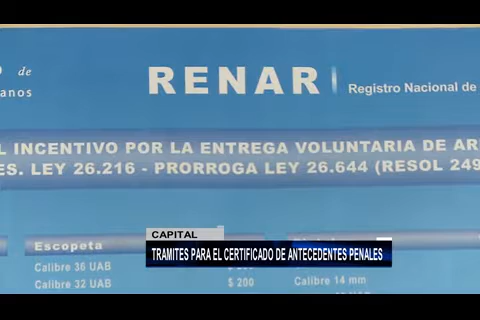 de
RENAR
anos
Registro Nacional de
INCENTIVO POR LA ENTREGA VOLUNTARIA DE
ES. LEY 26.216 - PRORROGA LEY 26.644 (RESOL 249
CAPITAL
TRAMITES PARA EL CERTIFICADO DE ANTECEDENTES PENALES
Escopeta
Calibre 36 UAB
Calibre 32 UAB $ 200
Calibre 14 mm